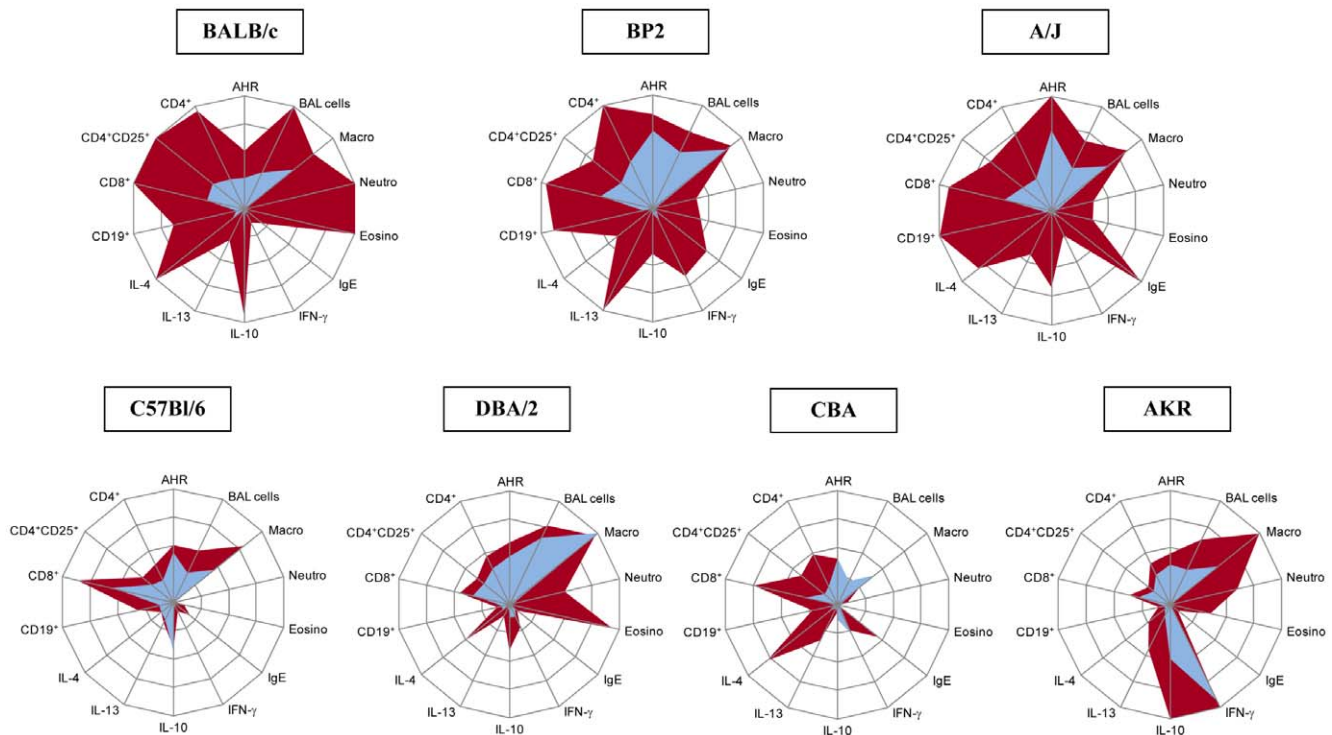 BALB/c
BP2
A/J
AHR
BAL cells
Macro
Neutro
Eosino
IgE
IFN-γ
IL-10
IL-13
IL-4
CD19⁺
CD8⁺
CD4⁺CD25⁺
CD4⁺
AHR
BAL cells
Macro
Neutro
Eosino
IgE
IFN-γ
IL-10
IL-13
IL-4
CD19⁺
CD8⁺
CD4⁺CD25⁺
CD4⁺
AHR
BAL cells
Macro
Neutro
Eosino
IgE
IFN-γ
IL-10
IL-13
IL-4
CD19⁺
CD8⁺
CD4⁺CD25⁺
CD4⁺
C57Bl/6
DBA/2
CBA
AKR
AHR
BAL cells
Macro
Neutro
Eosino
IgE
IFN-γ
IL-10
IL-13
IL-4
CD19⁺
CD8⁺
CD4⁺CD25⁺
CD4⁺
AHR
BAL cells
Macro
Neutro
Eosino
IgE
IFN-γ
IL-10
IL-13
IL-4
CD19⁺
CD8⁺
CD4⁺CD25⁺
CD4⁺
AHR
BAL cells
Macro
Neutro
Eosino
IgE
IFN-γ
IL-10
IL-13
IL-4
CD19⁺
CD8⁺
CD4⁺CD25⁺
CD4⁺
AHR
BAL cells
Macro
Neutro
Eosino
IgE
IFN-γ
IL-10
IL-13
IL-4
CD19⁺
CD8⁺
CD4⁺CD25⁺
CD4⁺